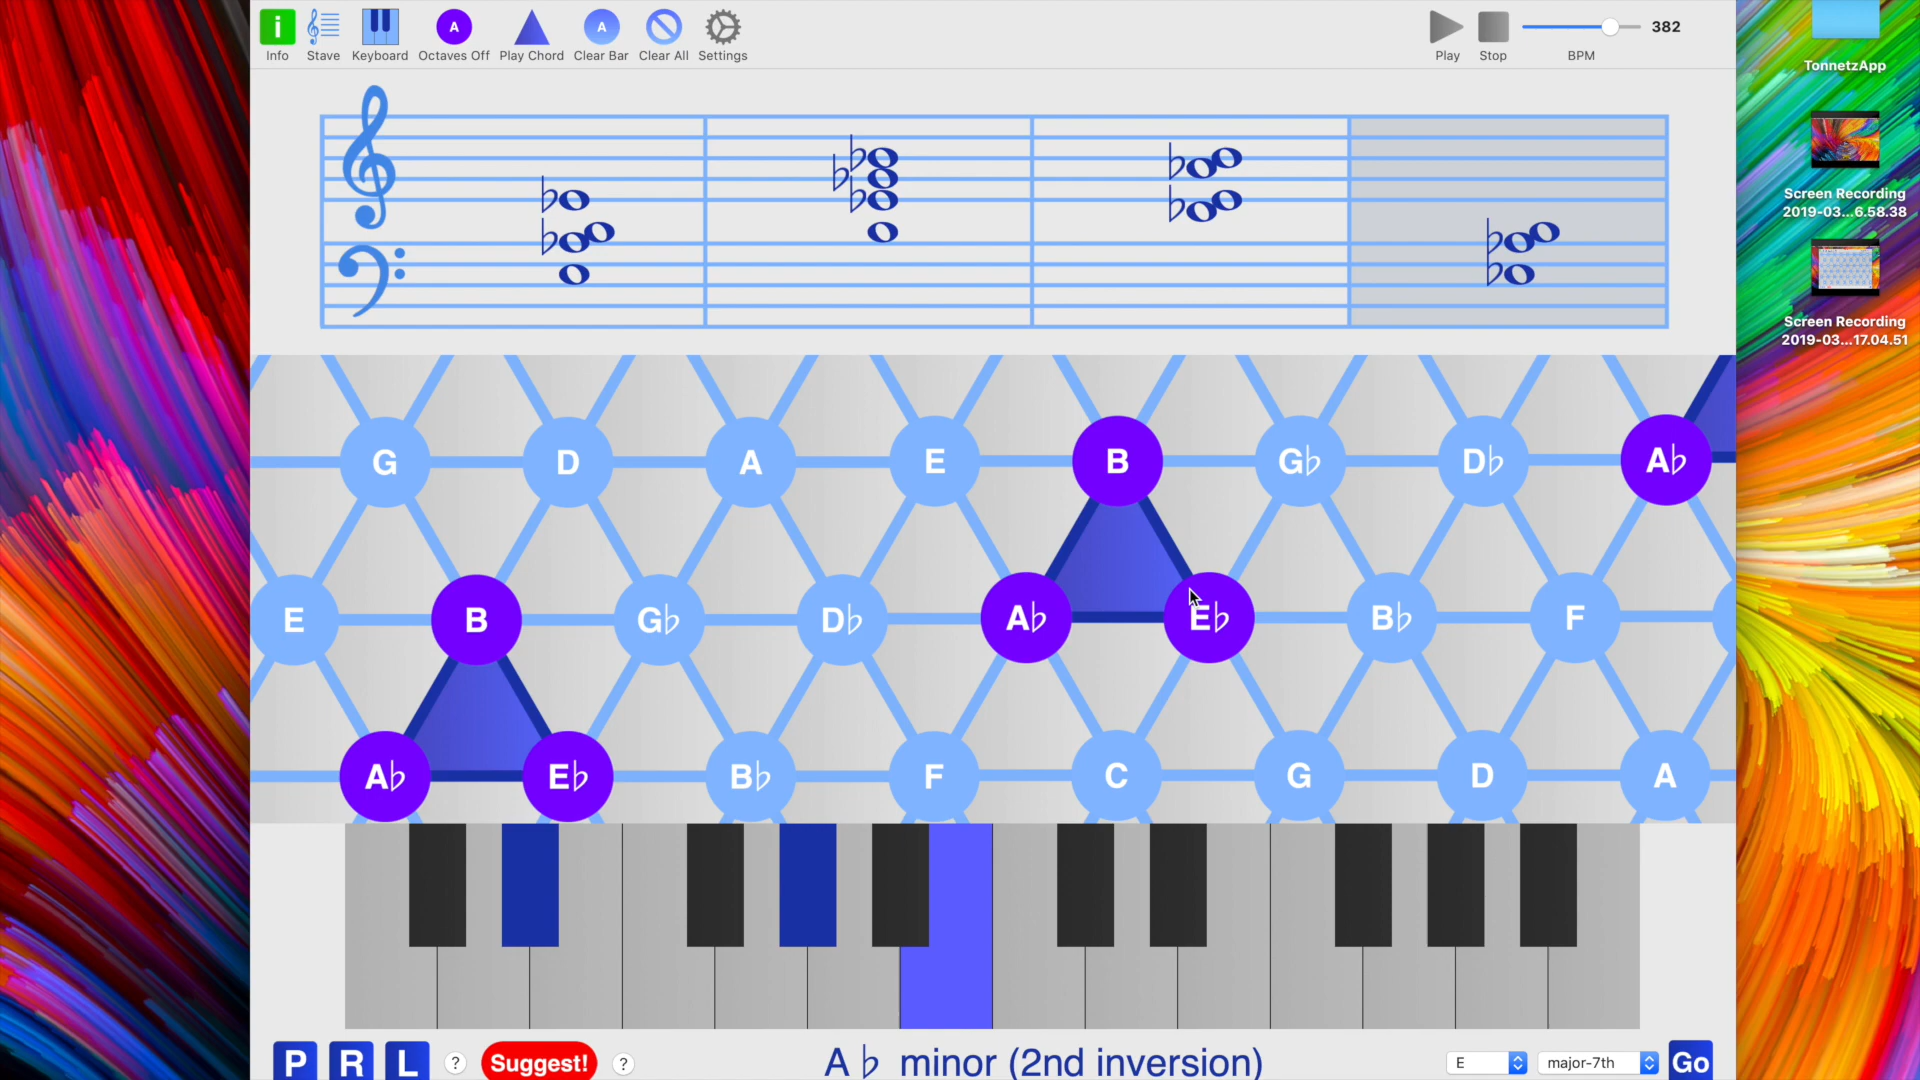 i
A
A
Info
Stave
Keyboard
Octaves Off
Play Chord
Clear Bar
Clear All
Settings
Play
Stop
BPM
382
TonnetzApp
Screen Recording
2019-03...6.58.38
Screen Recording
2019-03...17.04.51
G D A E B G♭ D♭ A♭
E B G♭ D♭ A♭ E♭ B♭ F
A♭ E♭ B♭ F C G D A
P R L ? Suggest! ?
A♭ minor (2nd inversion)
E
major-7th
Go